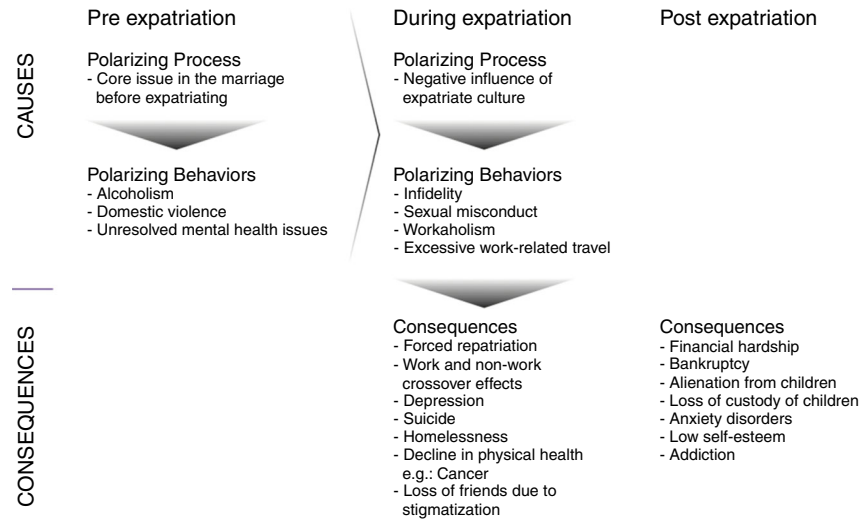 Pre expatriation
During expatriation
Post expatriation
CAUSES
Polarizing Process
- Core issue in the marriage
before expatriating
Polarizing Behaviors
- Alcoholism
- Domestic violence
- Unresolved mental health issues
Polarizing Process
- Negative influence of
expatriate culture
Polarizing Behaviors
- Infidelity
- Sexual misconduct
- Workaholism
- Excessive work-related travel
CONSEQUENCES
Consequences
- Forced repatriation
- Work and non-work
crossover effects
- Depression
- Suicide
- Homelessness
- Decline in physical health
e.g.: Cancer
- Loss of friends due to
stigmatization
Consequences
- Financial hardship
- Bankruptcy
- Alienation from children
- Loss of custody of children
- Anxiety disorders
- Low self-esteem
- Addiction